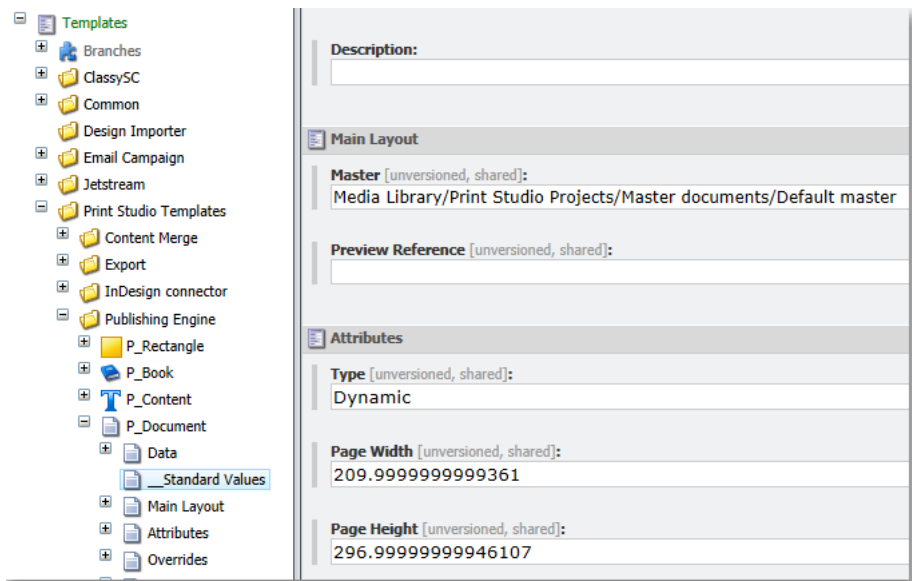 Templates
Branches
ClassySC
Common
Design Importer
Email Campaign
Jetstream
Print Studio Templates
Content Merge
Export
InDesign connector
Publishing Engine
P_Rectangle
P_Book
P_Content
P_Document
Data
__Standard Values
Main Layout
Attributes
Overrides
Description:
Main Layout
Master [unversioned, shared]:
Media Library/Print Studio Projects/Master documents/Default master
Preview Reference [unversioned, shared]:
Attributes
Type [unversioned, shared]:
Dynamic
Page Width [unversioned, shared]:
209.9999999999361
Page Height [unversioned, shared]:
296.99999999946107